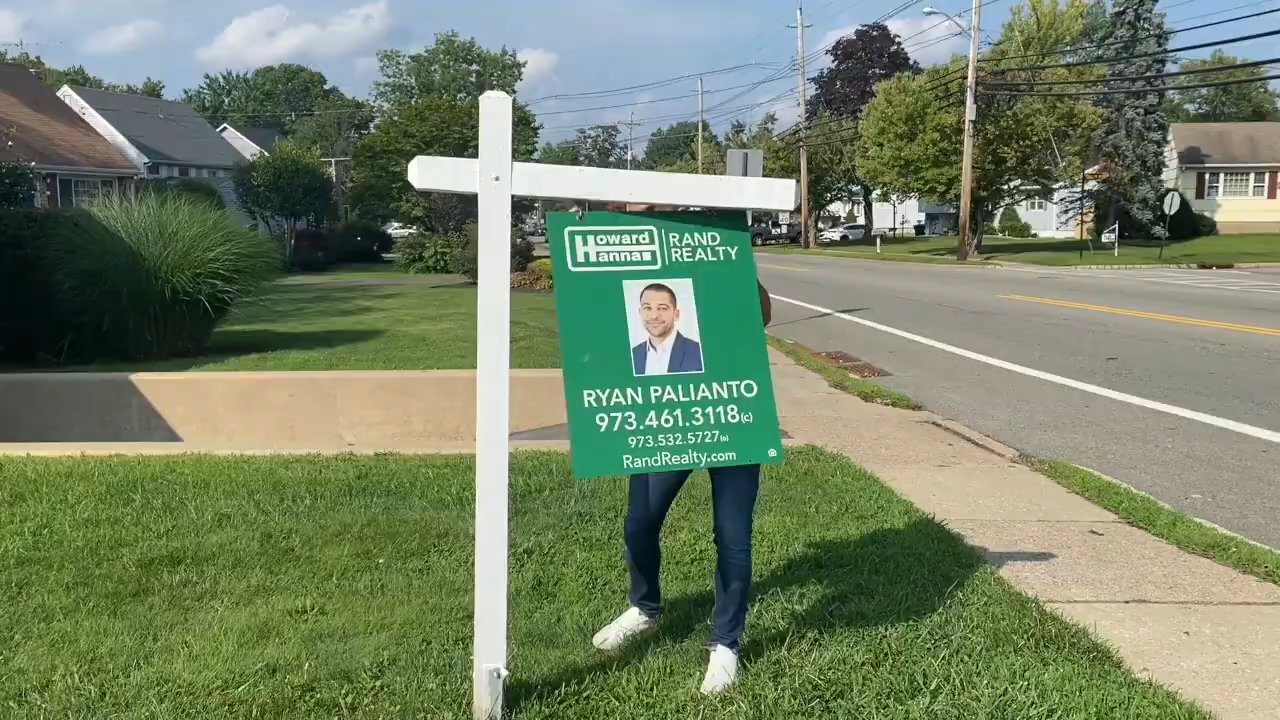 Howard Hanna
RAND
REALTY
RYAN PALIANTO
973.461.3118(c)
973.532.5727(o)
RandRealty.com